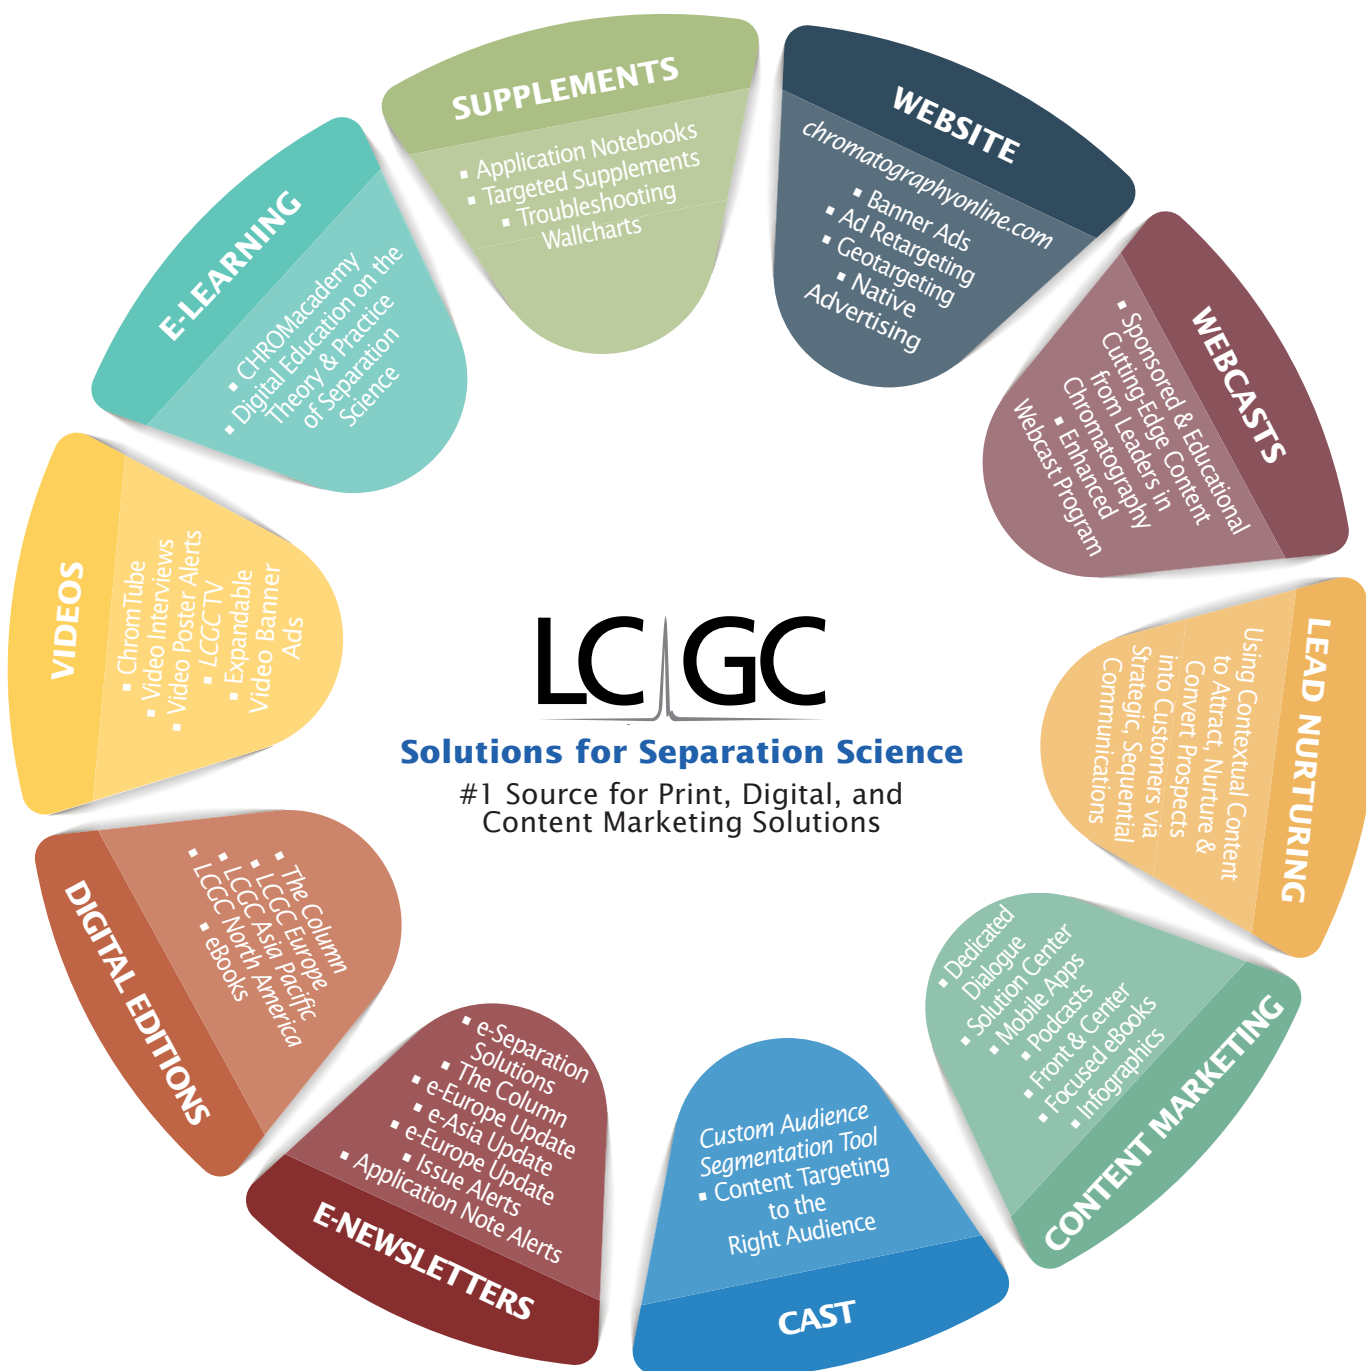 SUPPLEMENTS
▪ Application Notebooks
▪ Targeted Supplements
▪ Troubleshooting
Wallcharts
WEBSITE
chromatographyonline.com
▪ Banner Ads
▪ Ad Retargeting
▪ Geotargeting
▪ Native
Advertising
WEBCASTS
▪ Sponsored & Educational
Cutting-Edge Content
from Leaders in
Chromatography
▪ Enhanced
Webcast Program
LEAD NURTURING
Using Contextual Content
to Attract, Nurture &
Convert Prospects
into Customers via
Strategic, Sequential
Communications
▪ Dedicated
Dialogue
▪ Solution Center
▪ Mobile Apps
▪ Podcasts
▪ Front & Center
▪ Focused eBooks
▪ Infographics
CONTENT MARKETING
Custom Audience
Segmentation Tool
▪ Content Targeting
to the
Right Audience
CAST
▪ e-Separation
Solutions
▪ The Column
▪ e-Europe Update
▪ e-Asia Update
▪ e-Europe Update
▪ Issue Alerts
▪ Application Note Alerts
E-NEWSLETTERS
▪ The Column
▪ LCGC Europe
▪ LCGC Asia Pacific
▪ LCGC North America
▪ eBooks
DIGITAL EDITIONS
VIDEOS
▪ ChromTube
▪ Video Interviews
▪ Video Poster Alerts
▪ LCGC TV
▪ Expandable
Video Banner
Ads
E-LEARNING
▪ CHROMacademy
▪ Digital Education on the
Theory & Practice
of Separation
Science
LC GC
Solutions for Separation Science
#1 Source for Print, Digital, and
Content Marketing Solutions